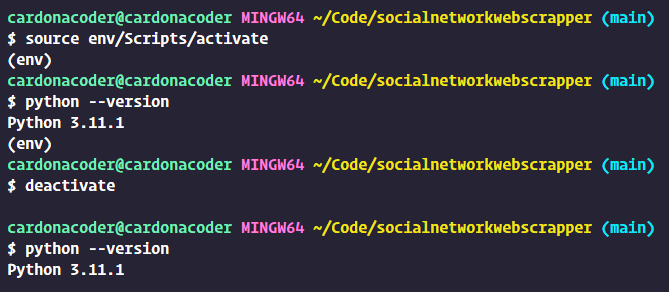 cardonacoder@cardonacoder MINGW64 ~/Code/socialnetworkwebscrapper (main)
$ source env/Scripts/activate
(env)
cardonacoder@cardonacoder MINGW64 ~/Code/socialnetworkwebscrapper (main)
$ python --version
Python 3.11.1
(env)
cardonacoder@cardonacoder MINGW64 ~/Code/socialnetworkwebscrapper (main)
$ deactivate
cardonacoder@cardonacoder MINGW64 ~/Code/socialnetworkwebscrapper (main)
$ python --version
Python 3.11.1